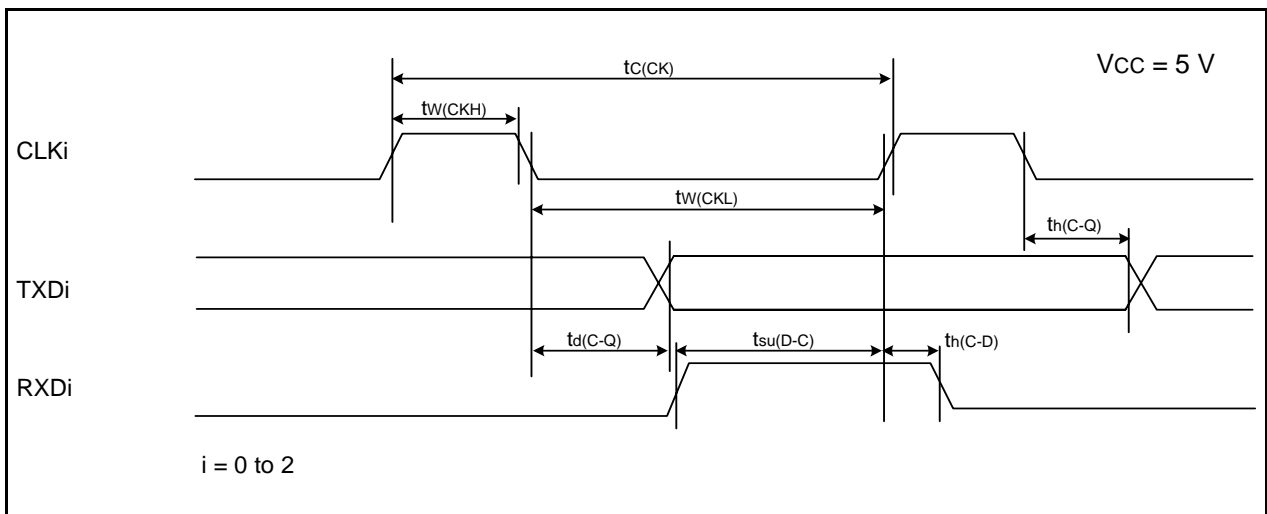 tC(CK)
VCC = 5 V
tW(CKH)
CLKi
tW(CKL)
th(C-Q)
TXDi
td(C-Q)
tsu(D-C)
th(C-D)
RXDi
i = 0 to 2